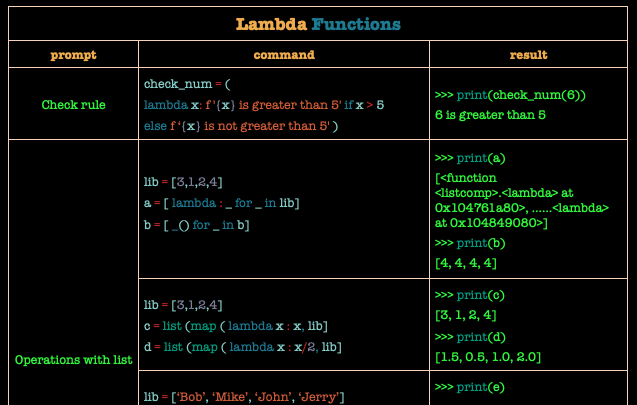 Lambda Functions
prompt command result
Check rule
check_num = (
lambda x: f '{x} is greater than 5' if x > 5
else f '{x} is not greater than 5' )
>>> print(check_num(6))
6 is greater than 5
Operations with list
lib = [3,1,2,4]
a = [ lambda : _ for _ in lib]
b = [ _() for _ in b]
>>> print(a)
[<function
<listcomp>.<lambda> at
0x104761a80>, ......<lambda>
at 0x104849080>]
>>> print(b)
[4, 4, 4, 4]
lib = [3,1,2,4]
c = list (map ( lambda x : x, lib]
d = list (map ( lambda x : x/2, lib]
>>> print(c)
[3, 1, 2, 4]
>>> print(d)
[1.5, 0.5, 1.0, 2.0]
lib = ['Bob', 'Mike', 'John', 'Jerry']
>>> print(e)